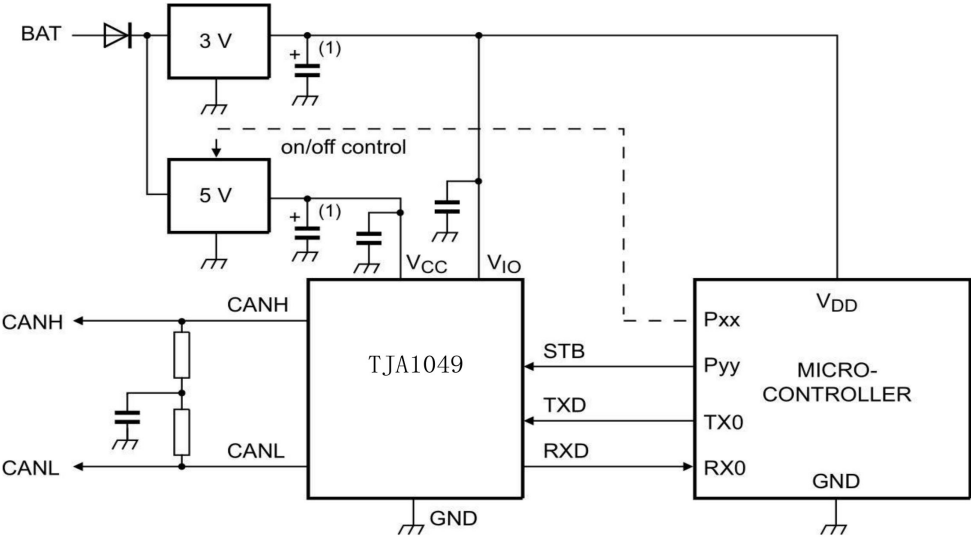 BAT
3 V
+ (1)
on/off control
5 V
+ (1)
VCC
VIO
VDD
CANH
CANH
Pxx
STB
Pyy
TJA1049
MICRO-
CONTROLLER
TXD
TX0
CANL
CANL
RXD
RX0
GND
GND